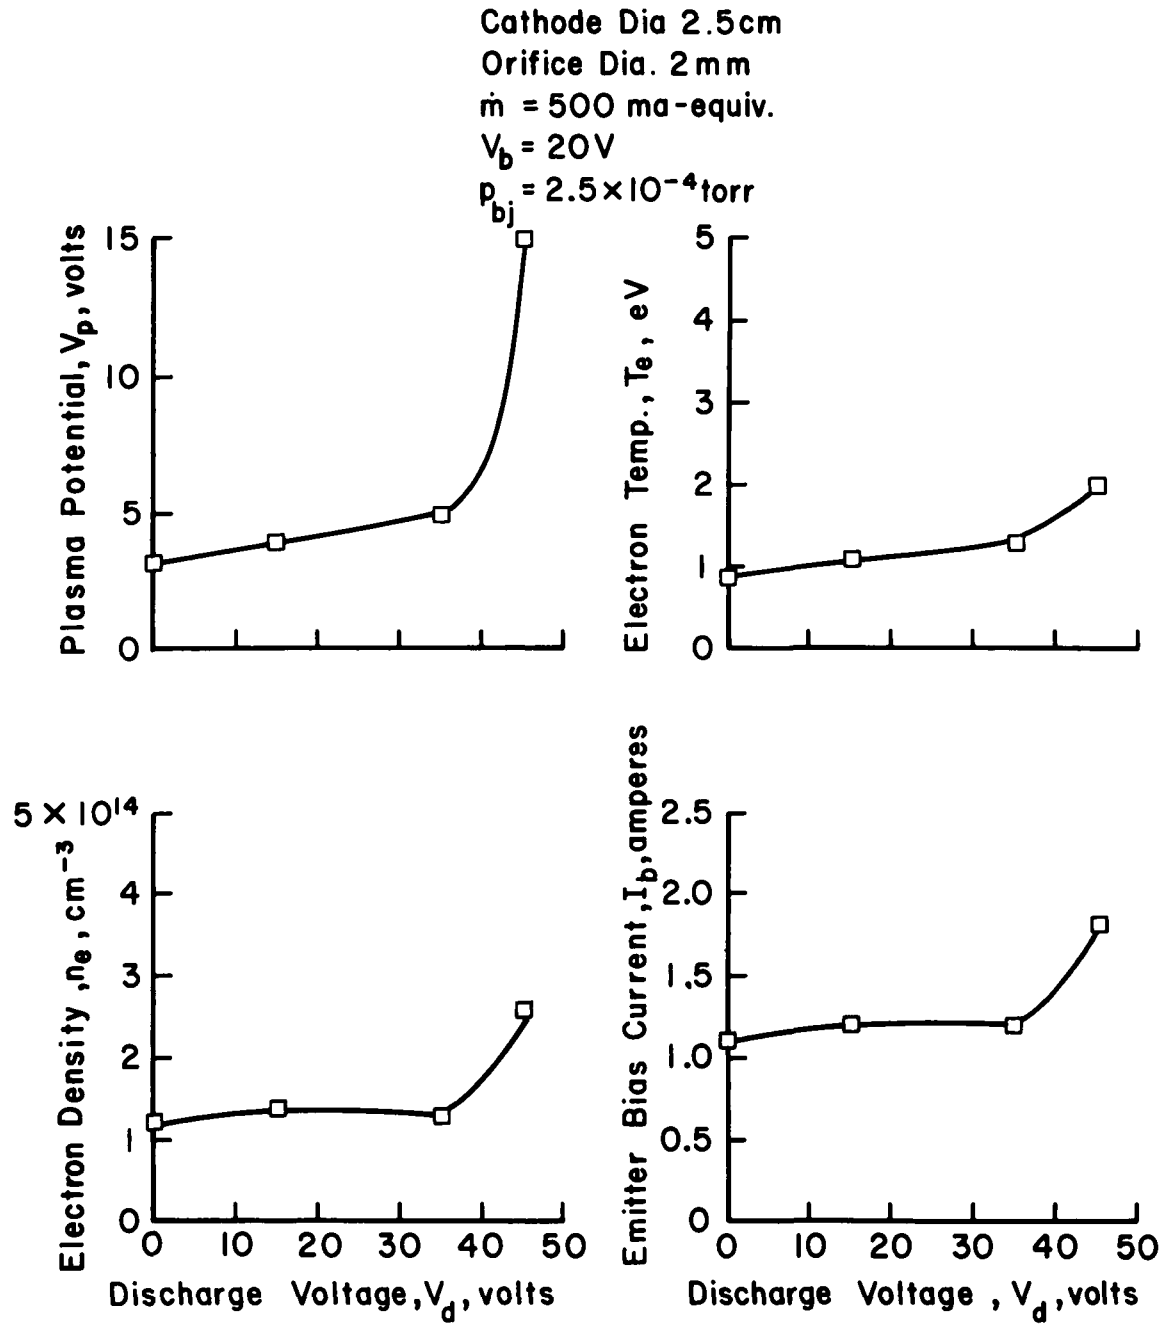 Cathode Dia 2.5cm
Orifice Dia. 2mm
ṁ = 500 ma-equiv.
V_b = 20V
p_bj = 2.5×10⁻⁴ torr
Plasma Potential, V_p, volts
15
10
5
0
Electron Temp., T_e, eV
5
4
3
2
1
0
Electron Density, n_e, cm⁻³
5 × 10¹⁴
4
3
2
1
0
0 10 20 30 40 50
Discharge Voltage, V_d, volts
Emitter Bias Current, I_b, amperes
2.5
2.0
1.5
1.0
0.5
0
0 10 20 30 40 50
Discharge Voltage, V_d, volts